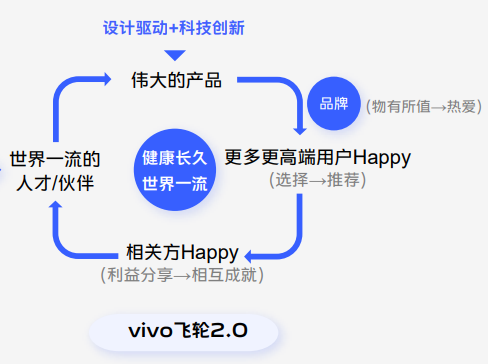 设计驱动+科技创新
伟大的产品
品牌
(物有所值→热爱)
更多更高端用户Happy
(选择→推荐)
健康长久
世界一流
世界一流的
人才/伙伴
相关方Happy
(利益分享→相互成就)
vivo飞轮2.0